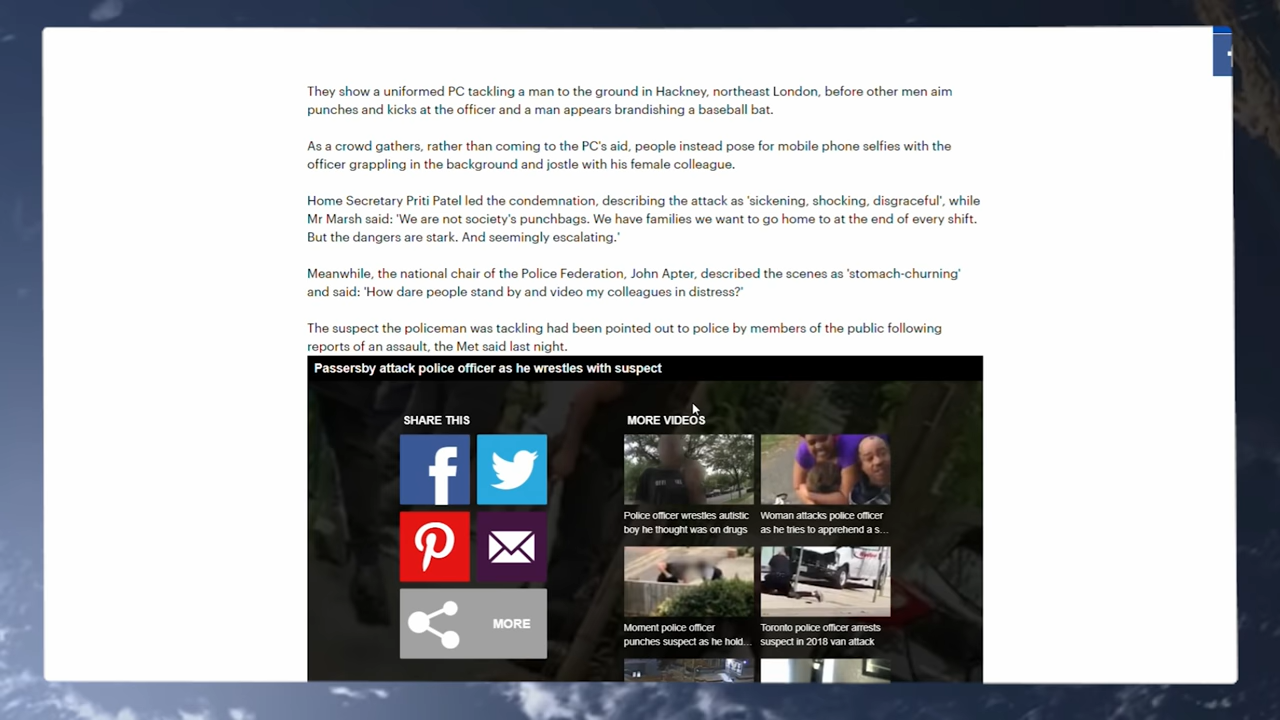 They show a uniformed PC tackling a man to the ground in Hackney, northeast London, before other men aim
punches and kicks at the officer and a man appears brandishing a baseball bat.
As a crowd gathers, rather than coming to the PC's aid, people instead pose for mobile phone selfies with the
officer grappling in the background and jostle with his female colleague.
Home Secretary Priti Patel led the condemnation, describing the attack as 'sickening, shocking, disgraceful', while
Mr Marsh said: 'We are not society's punchbags. We have families we want to go home to at the end of every shift.
But the dangers are stark. And seemingly escalating.'
Meanwhile, the national chair of the Police Federation, John Apter, described the scenes as 'stomach-churning'
and said: 'How dare people stand by and video my colleagues in distress?'
The suspect the policeman was tackling had been pointed out to police by members of the public following
reports of an assault, the Met said last night.
Passersby attack police officer as he wrestles with suspect
SHARE THIS
MORE VIDEOS
Police officer wrestles autistic
boy he thought was on drugs
Woman attacks police officer
as he tries to apprehend a s...
Moment police officer
punches suspect as he hold...
Toronto police officer arrests
suspect in 2018 van attack
MORE